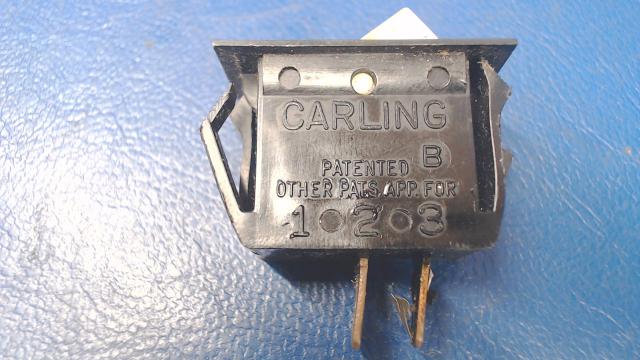 CARLING
B
PATENTED
OTHER PATS. APP. FOR
1 2 3